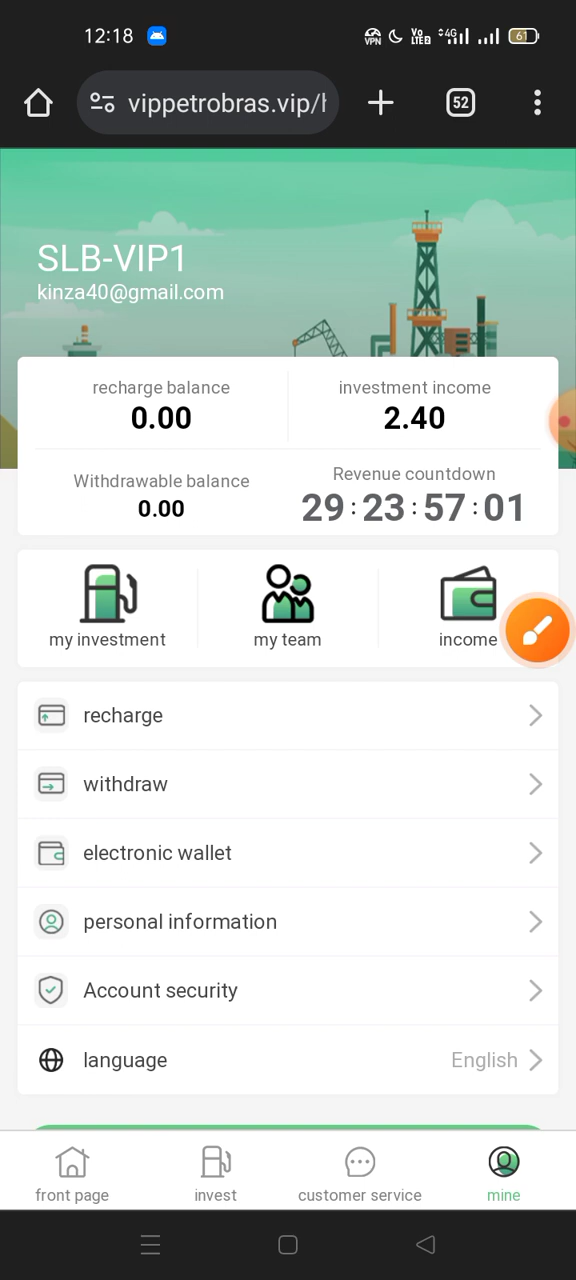 12:18
VPN
Vo
LTE2
4G
61
vippetrobras.vip/
52
SLB-VIP1
kinza40@gmail.com
recharge balance
0.00
investment income
2.40
Withdrawable balance
0.00
Revenue countdown
29:23:57:01
my investment
my team
income
recharge
withdraw
electronic wallet
personal information
Account security
language
English
front page
invest
customer service
mine